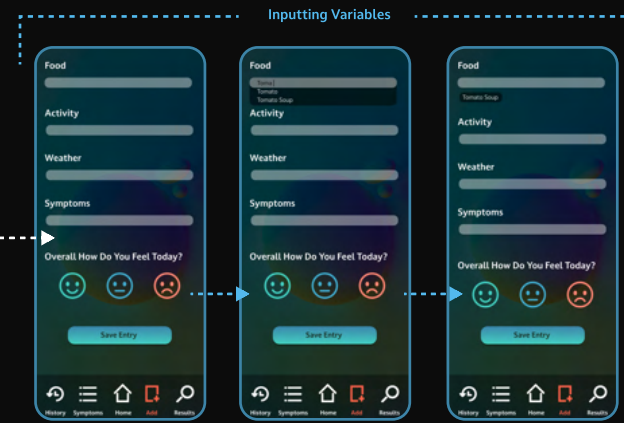 Inputting Variables
Food
Activity
Weather
Symptoms
Overall How Do You Feel Today?
Save Entry
History Symptoms Home Add Results
Food
Toma
Tomato
Tomato Soup
Activity
Weather
Symptoms
Overall How Do You Feel Today?
Save Entry
History Symptoms Home Add Results
Food
Tomato Soup
Activity
Weather
Symptoms
Overall How Do You Feel Today?
Save Entry
History Symptoms Home Add Results